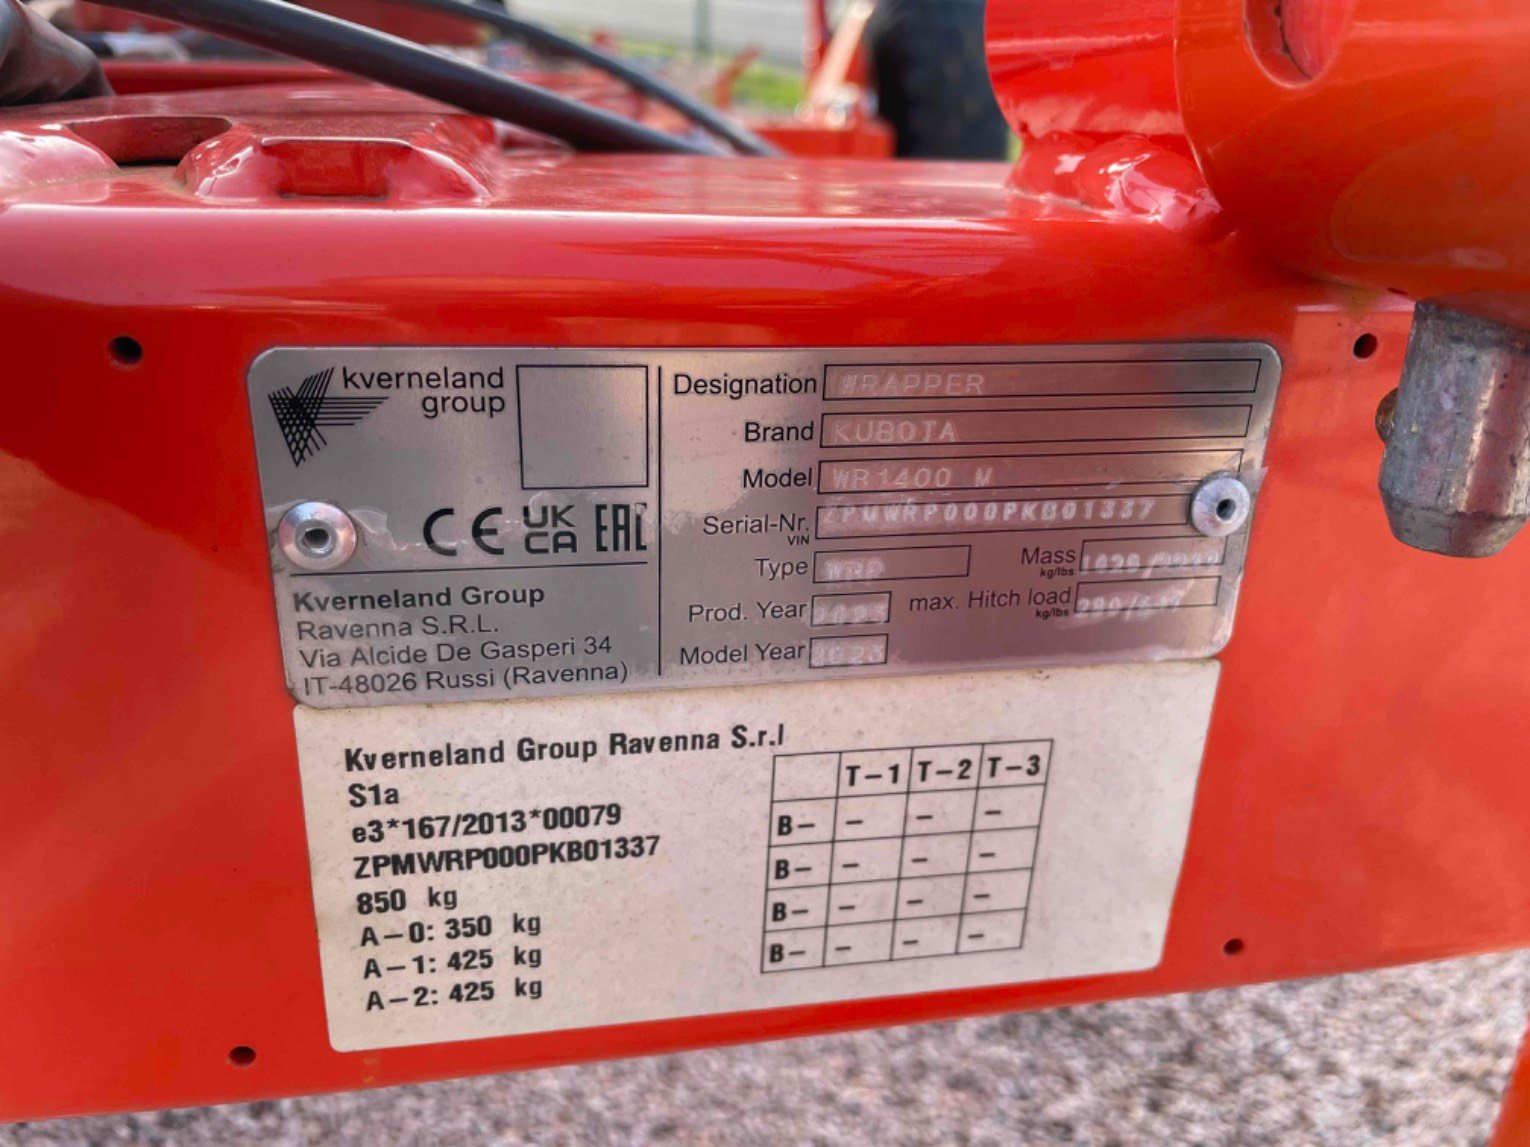 kverneland
group
CE UK CA EAC
Kverneland Group
Ravenna S.R.L.
Via Alcide De Gasperi 34
IT-48026 Russi (Ravenna)
Designation WRAPPER
Brand KUBOTA
Model WR1400 M
Serial-Nr. ZPMWRP000PKB01337
VIN
Type WRP
Mass
kg/lbs
Prod. Year 2023
max. Hitch load
kg/lbs
Model Year 2023
Kverneland Group Ravenna S.r.l
S1a
e3*167/2013*00079
ZPMWRP000PKB01337
850 kg
A-0: 350 kg
A-1: 425 kg
A-2: 425 kg
T-1 T-2 T-3
B- - - -
B- - - -
B- - - -
B- - - -